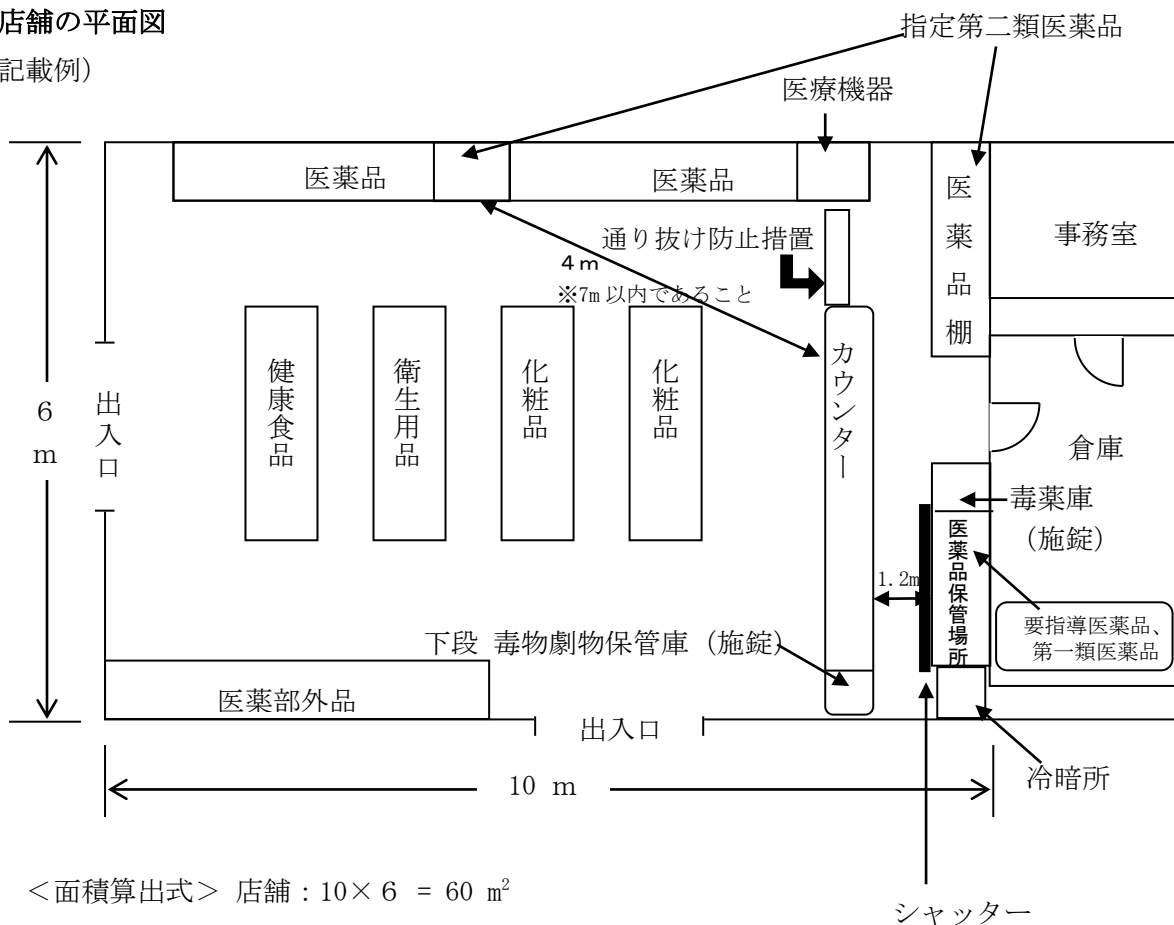 店舗の平面図
記載例）
指定第二類医薬品
医療機器
医薬品
医薬品
医薬品棚
事務室
通り抜け防止措置
4m
※7m 以内であること
健康食品
衛生用品
化粧品
化粧品
カウンター
6
m
出入口
倉庫
毒薬庫
（施錠）
医薬品保管場所
1.2m
要指導医薬品、
第一類医薬品
下段 毒物劇物保管庫（施錠）
医薬部外品
出入口
冷暗所
10 m
＜面積算出式＞ 店舗：10×6 = 60 m²
シャッター